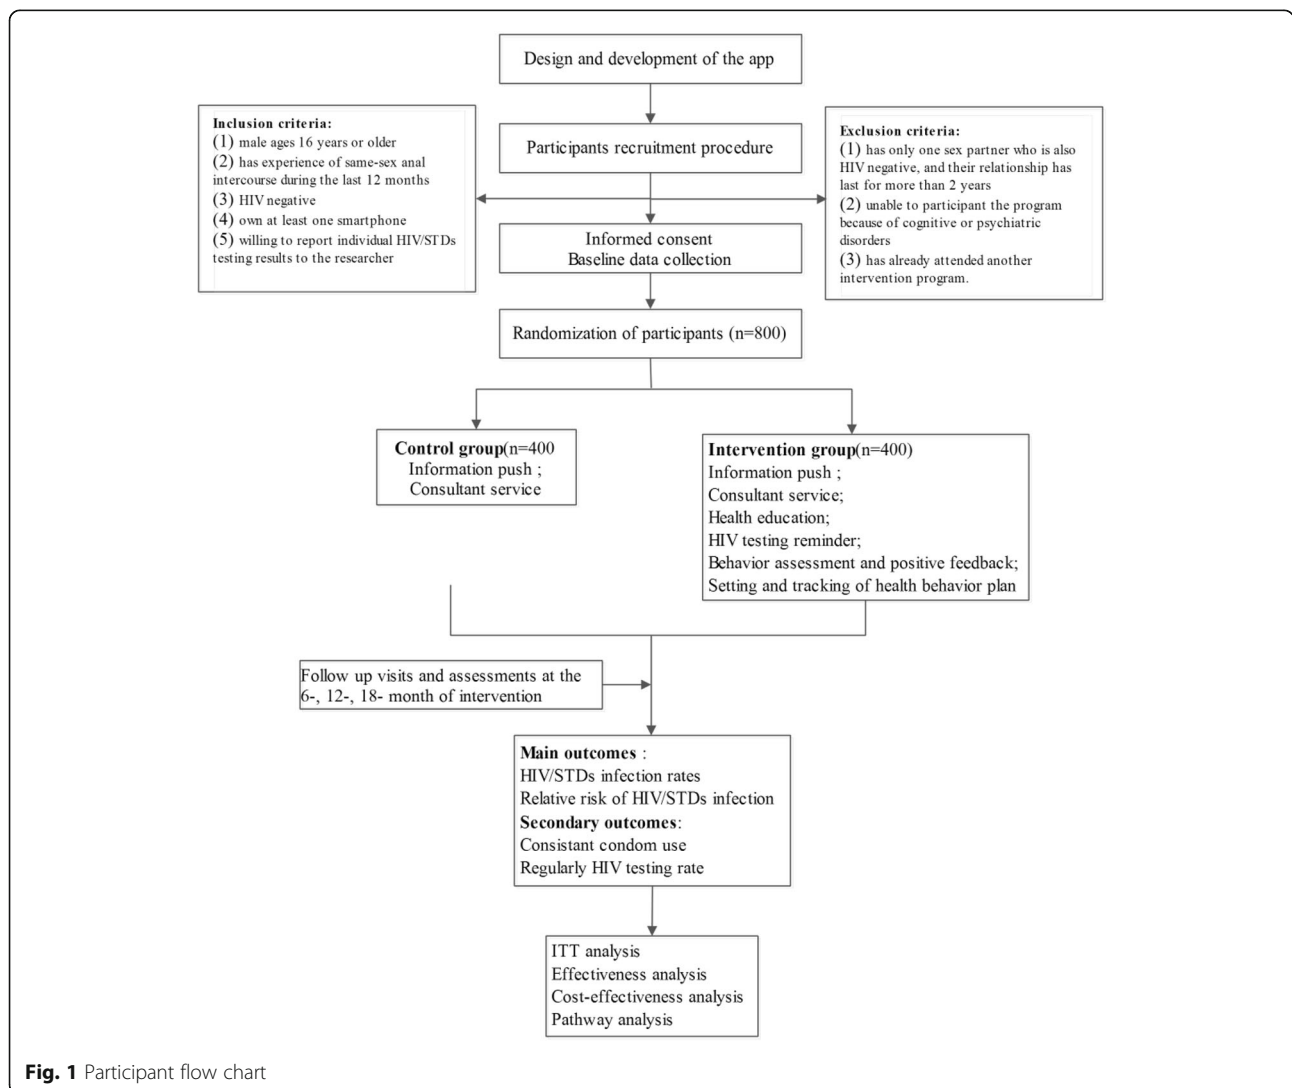 Design and development of the app
Inclusion criteria:
(1) male ages 16 years or older
(2) has experience of same-sex anal
intercourse during the last 12 months
(3) HIV negative
(4) own at least one smartphone
(5) willing to report individual HIV/STDs
testing results to the researcher
Participants recruitment procedure
Exclusion criteria:
(1) has only one sex partner who is also
HIV negative, and their relationship has
last for more than 2 years
(2) unable to participant the program
because of cognitive or psychiatric
disorders
(3) has already attended another
intervention program.
Informed consent
Baseline data collection
Randomization of participants (n=800)
Control group(n=400
Information push ;
Consultant service
Intervention group(n=400)
Information push ;
Consultant service;
Health education;
HIV testing reminder;
Behavior assessment and positive feedback;
Setting and tracking of health behavior plan
Follow up visits and assessments at the
6-, 12-, 18- month of intervention
Main outcomes :
HIV/STDs infection rates
Relative risk of HIV/STDs infection
Secondary outcomes:
Consistant condom use
Regularly HIV testing rate
ITT analysis
Effectiveness analysis
Cost-effectiveness analysis
Pathway analysis
Fig. 1 Participant flow chart